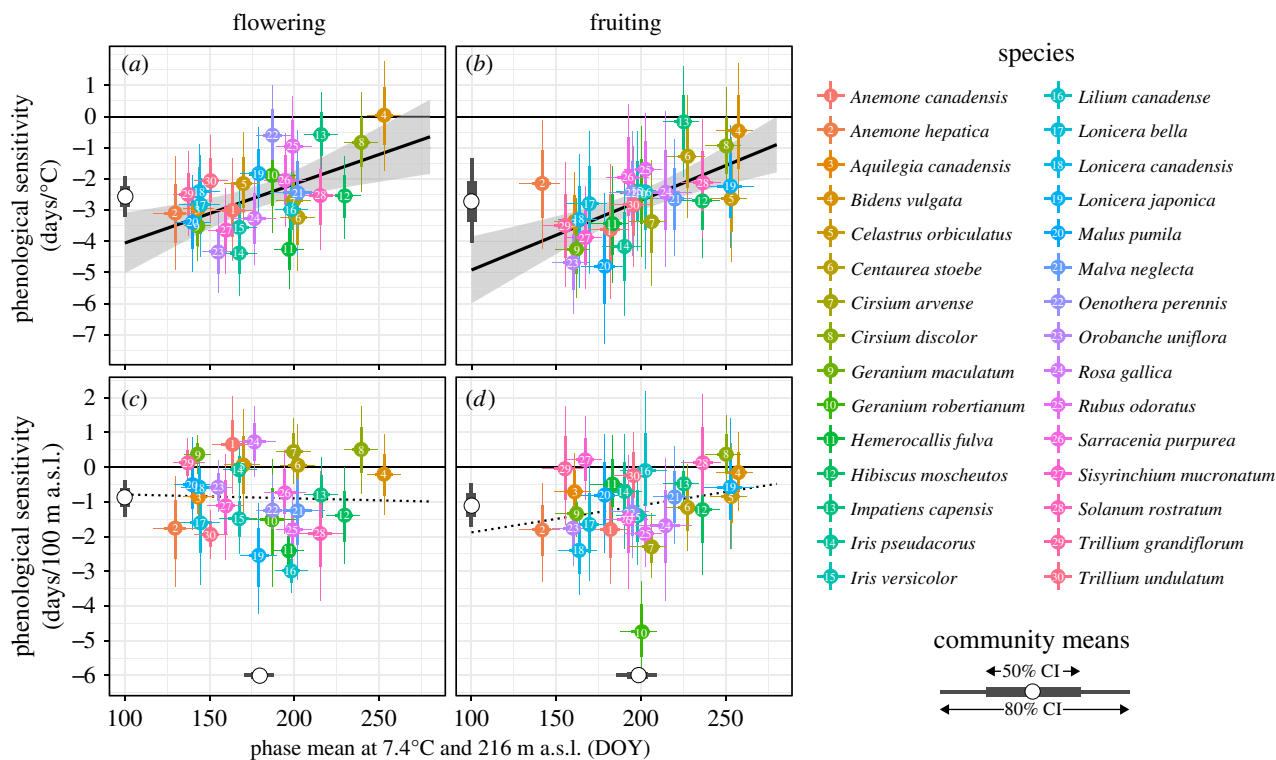 flowering
fruiting
(a)
(b)
phenological sensitivity
(days/°C)
1
0
−1
−2
−3
−4
−5
−6
−7
(c)
(d)
phenological sensitivity
(days/100 m a.s.l.)
2
1
0
−1
−2
−3
−4
−5
−6
100 150 200 250
100 150 200 250
phase mean at 7.4°C and 216 m a.s.l. (DOY)
species
1 Anemone canadensis
2 Anemone hepatica
3 Aquilegia canadensis
4 Bidens vulgata
5 Celastrus orbiculatus
6 Centaurea stoebe
7 Cirsium arvense
8 Cirsium discolor
9 Geranium maculatum
10 Geranium robertianum
11 Hemerocallis fulva
12 Hibiscus moscheutos
13 Impatiens capensis
14 Iris pseudacorus
15 Iris versicolor
16 Lilium canadense
17 Lonicera bella
18 Lonicera canadensis
19 Lonicera japonica
20 Malus pumila
21 Malva neglecta
22 Oenothera perennis
23 Orobanche uniflora
24 Rosa gallica
25 Rubus odoratus
26 Sarracenia purpurea
27 Sisyrinchium mucronatum
28 Solanum rostratum
29 Trillium grandiflorum
30 Trillium undulatum
community means
50% CI
80% CI